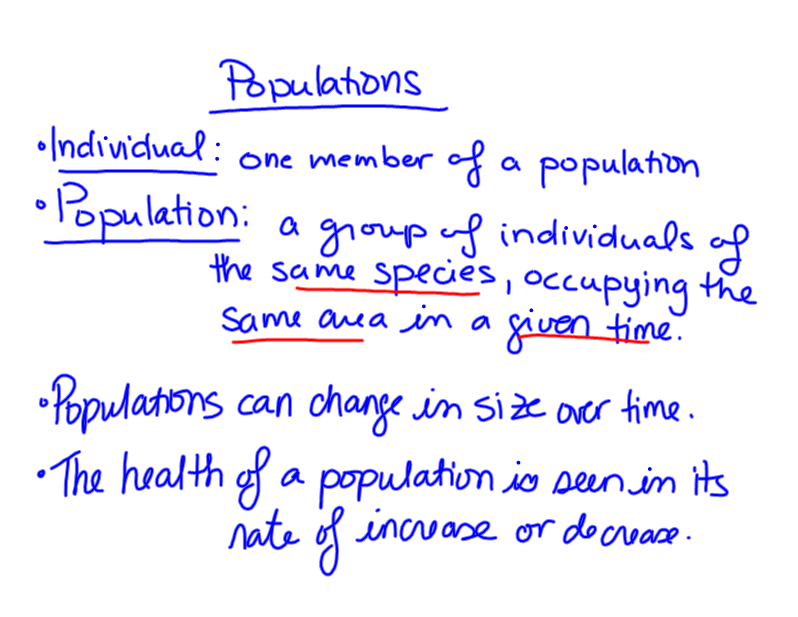 Populations
• Individual: one member of a population
• Population: a group of individuals of
the same species, occupying the
same area in a given time.
• Populations can change in size over time.
• The health of a population is seen in its
rate of increase or decrease.